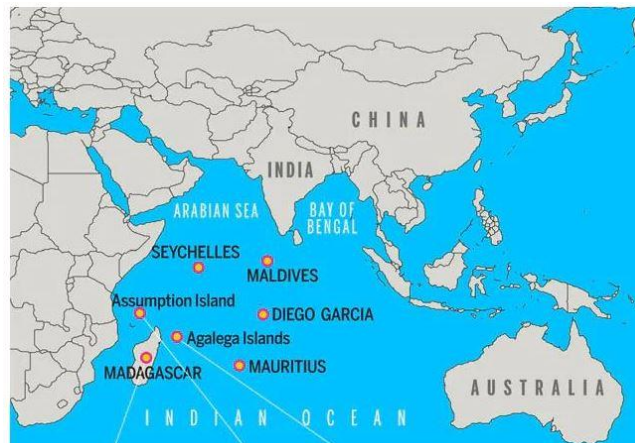 CHINA
INDIA
ARABIAN SEA
BAY OF
BENGAL
SEYCHELLES
MALDIVES
Assumption Island
DIEGO GARCIA
Agalega Islands
MADAGASCAR
MAURITIUS
AUSTRALIA
INDIAN OCEAN